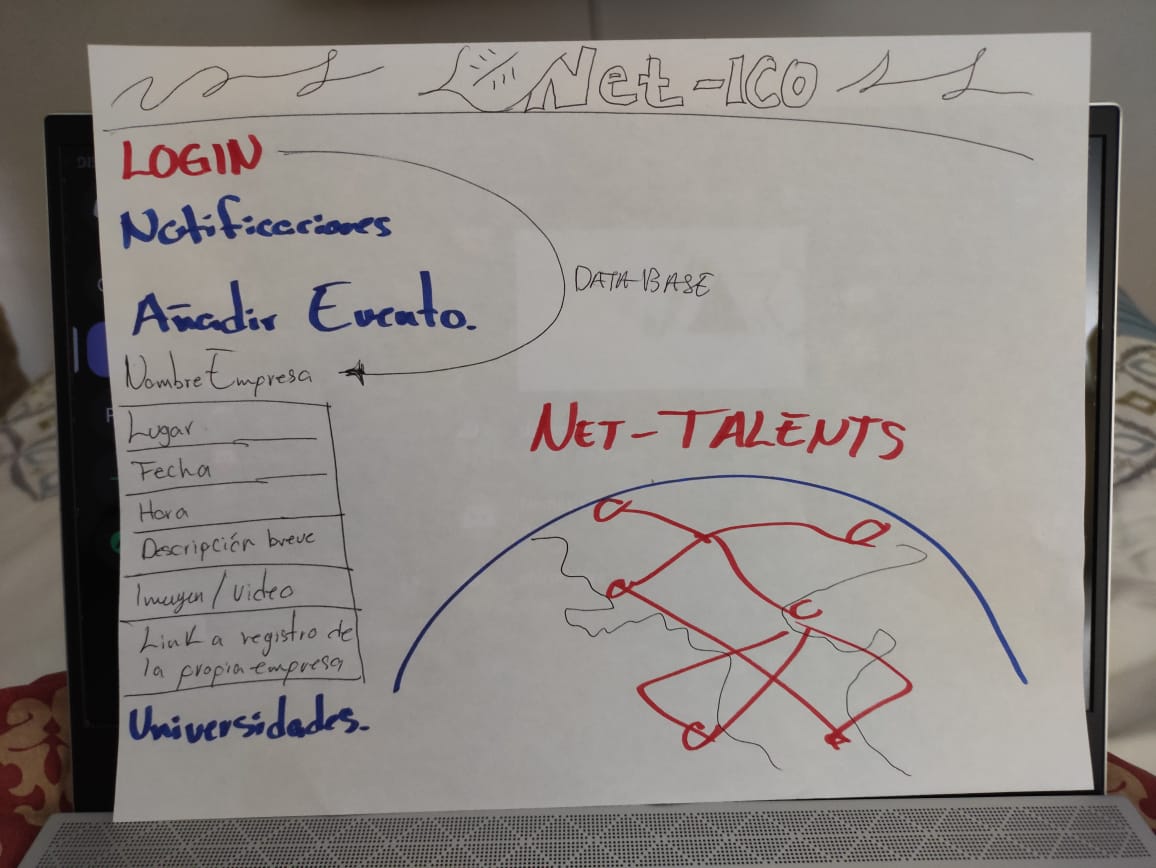 Net-ICO
LOGIN
Notificaciones
DATA BASE
Añadir Evento.
Nombre Empresa
NET-TALENTS
Lugar
Fecha
Hora
Descripción breve
Imagen / video
Link a registro de
la propia empresa
Universidades.